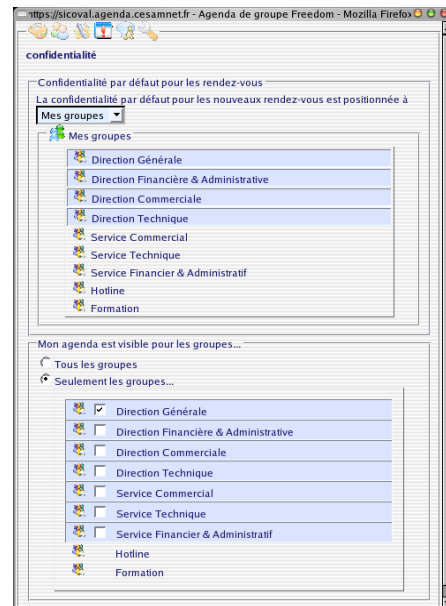 https://sicoval.agenda.cesamnet.fr - Agenda de groupe Freedom - Mozilla Firefox
confidentialité
Confidentialité par défaut pour les rendez-vous
La confidentialité par défaut pour les nouveaux rendez-vous est positionnée à
Mes groupes
Mes groupes
Direction Générale
Direction Financière & Administrative
Direction Commerciale
Direction Technique
Service Commercial
Service Technique
Service Financier & Administratif
Hotline
Formation
Mon agenda est visible pour les groupes...
Tous les groupes
Seulement les groupes...
Direction Générale
Direction Financière & Administrative
Direction Commerciale
Direction Technique
Service Commercial
Service Technique
Service Financier & Administratif
Hotline
Formation